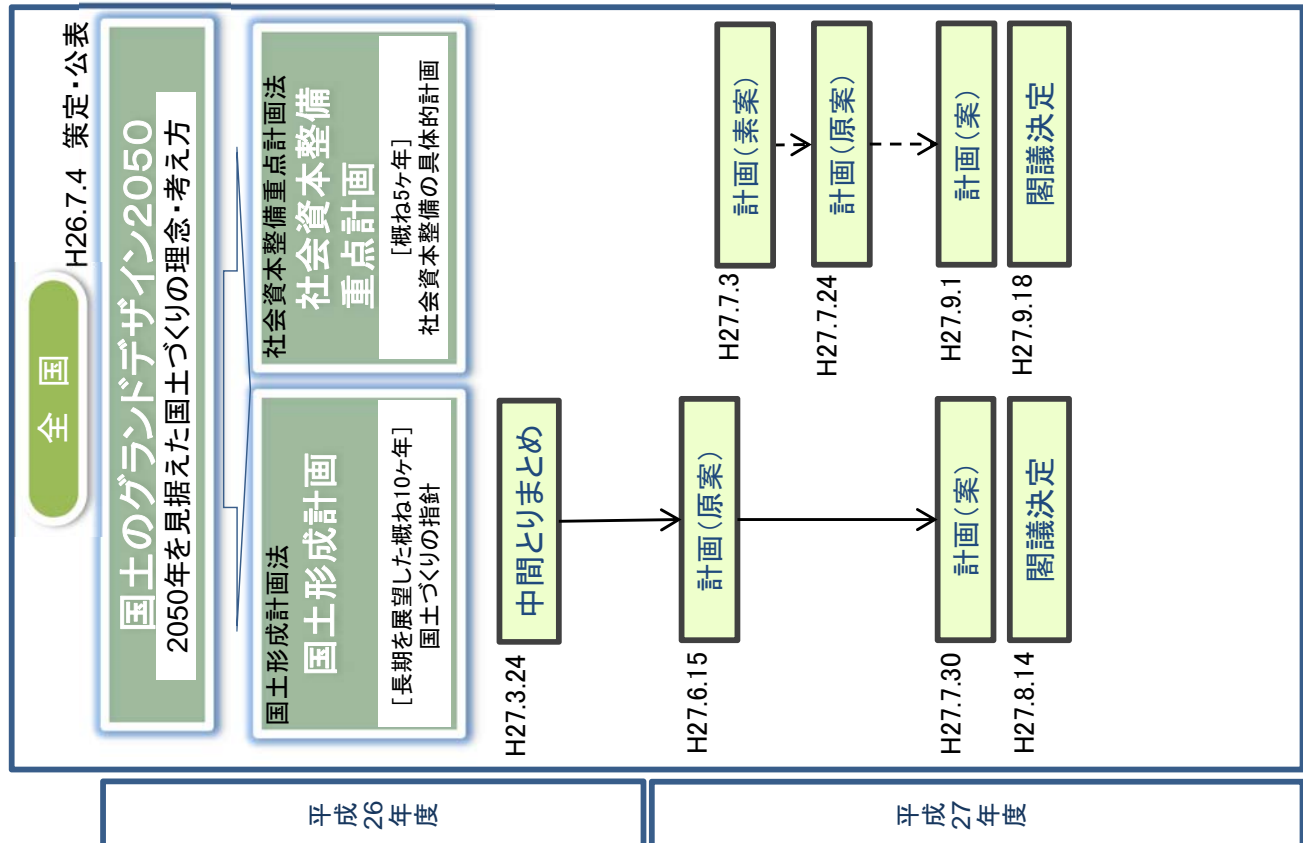 全 国
H26.7.4 策定・公表
国土のグランドデザイン2050
2050年を見据えた国土づくりの理念・考え方
国土形成計画法
国土形成計画
[長期を展望した概ね10ヶ年]
国土づくりの指針
社会資本整備重点計画法
社会資本整備
重点計画
[概ね5ヶ年]
社会資本整備の具体的計画
平成
26
年度
H27.3.24
中間とりまとめ
平成
27
年度
H27.6.15
計画(原案)
H27.7.30
計画(案)
H27.8.14
閣議決定
H27.7.3
計画(素案)
H27.7.24
計画(原案)
H27.9.1
計画(案)
H27.9.18
閣議決定